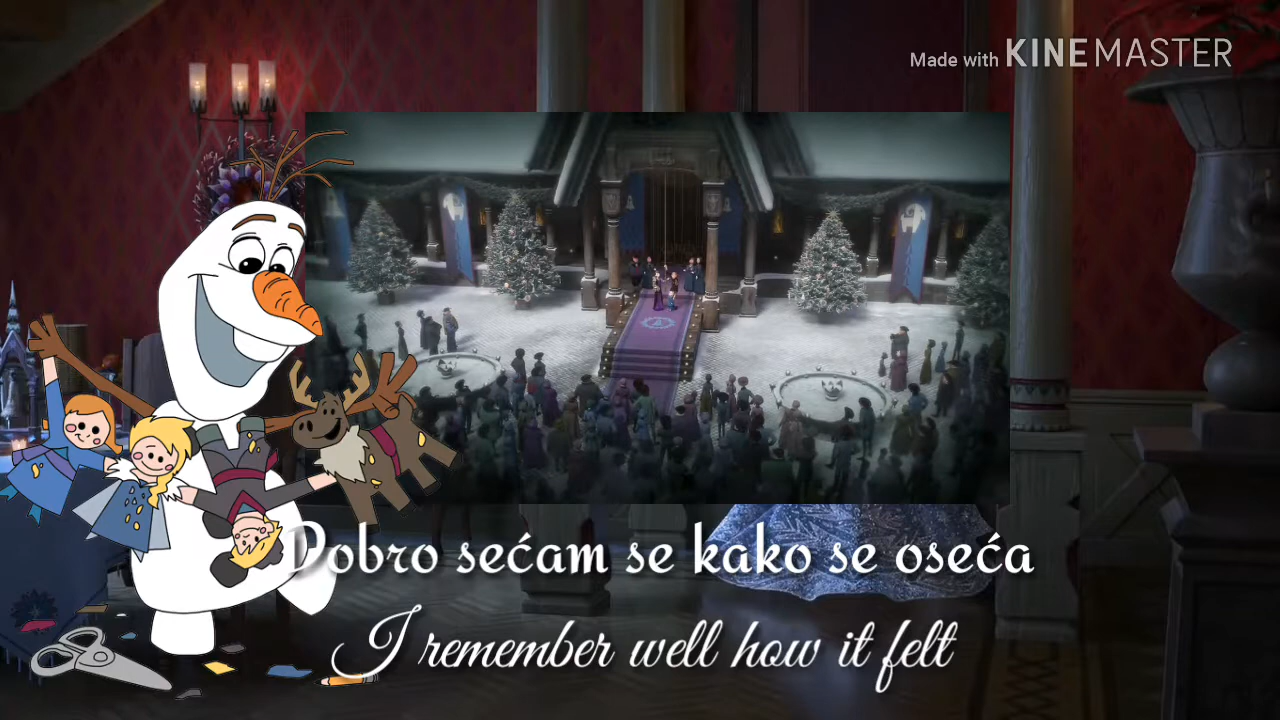 Made with KINEMASTER
Dobro sećam se kako se oseća
I remember well how it felt